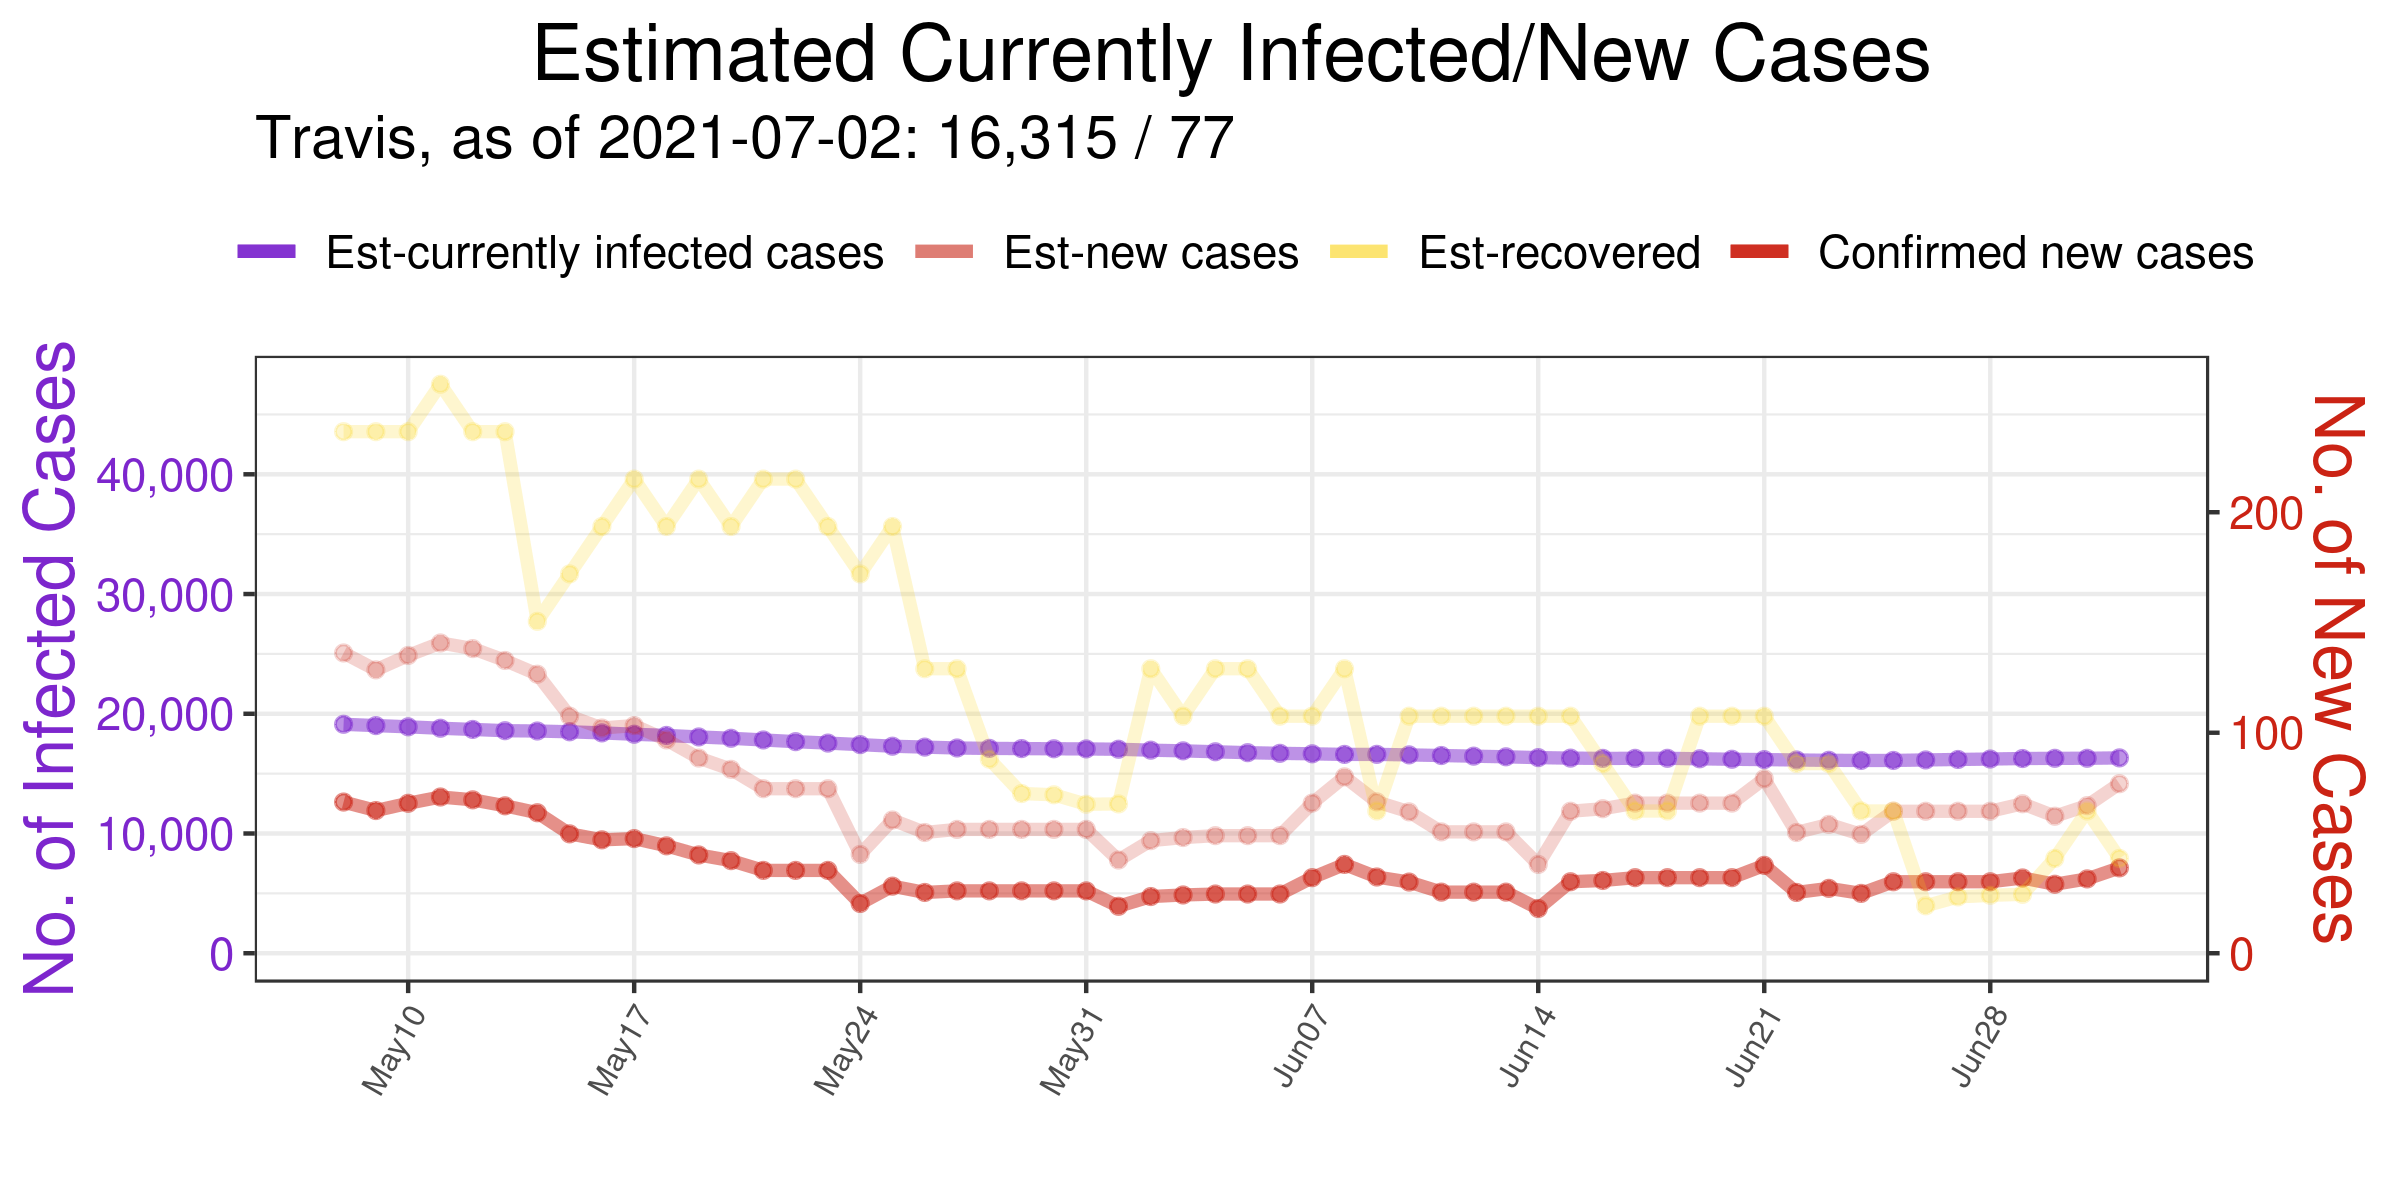 Estimated Currently Infected/New Cases
Travis, as of 2021-07-02: 16,315 / 77
Est-currently infected cases Est-new cases Est-recovered Confirmed new cases
No. of Infected Cases
40,000
30,000
20,000
10,000
0
200
100
0
No. of New Cases
May10 May17 May24 May31 Jun07 Jun14 Jun21 Jun28